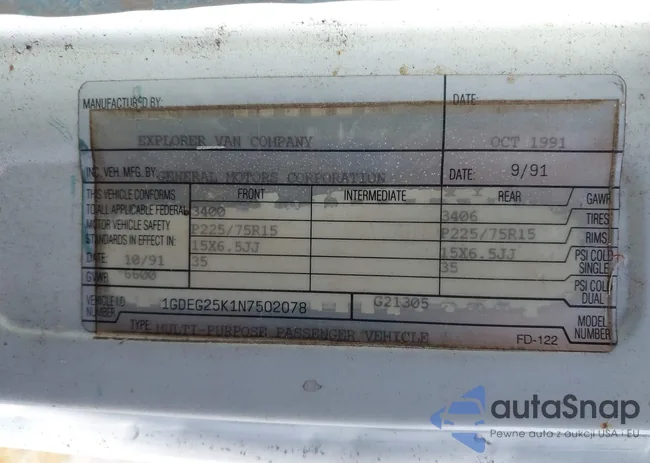 MANUFACTURED BY: DATE:
EXPLORER VAN COMPANY OCT 1991
INC. VEH. MFG. BY: GENERAL MOTORS CORPORATION DATE: 9/91
THIS VEHICLE CONFORMS FRONT INTERMEDIATE REAR GAWR
TO ALL APPLICABLE FEDERAL 3400 3406 TIRES
MOTOR VEHICLE SAFETY P225/75R15 P225/75R15 RIMS
STANDARDS IN EFFECT IN: 15X6.5JJ 15X6.5JJ PSI COLD SINGLE
DATE: 10/91 35 35
GVWR 6600 PSI COLD DUAL
VEHICLE I.D. NUMBER 1GDEG25K1N7502078 G21305 MODEL NUMBER
TYPE MULTI-PURPOSE PASSENGER VEHICLE FD-122
autaSnap
Pewne auta z aukcji USA i EU